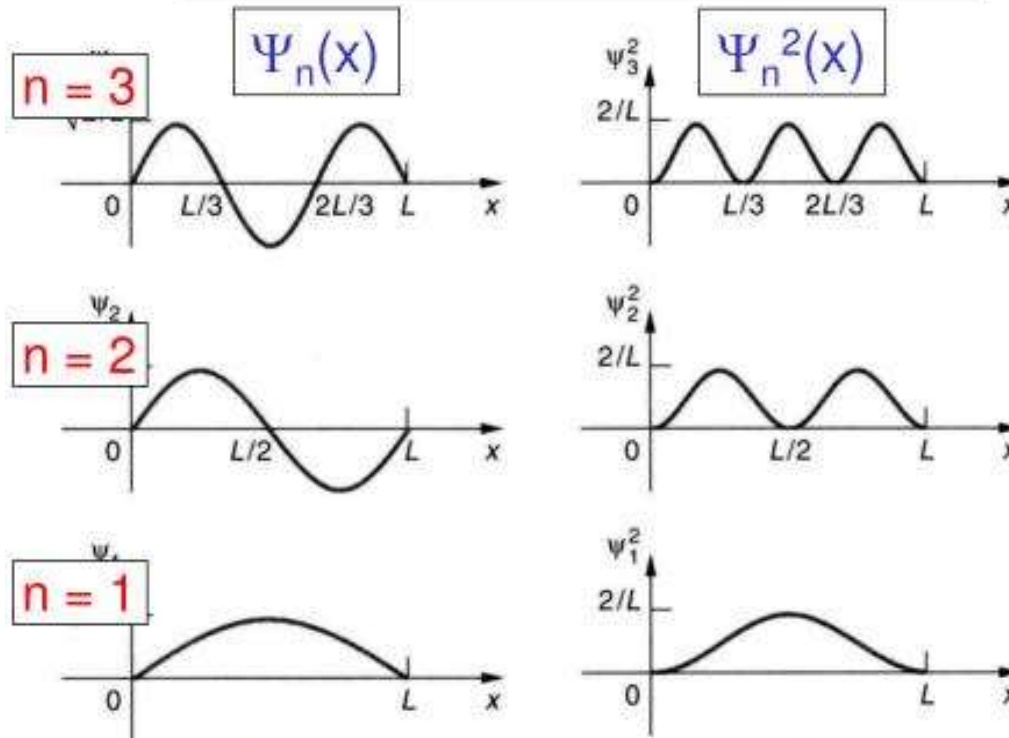 Ψn(x)
Ψn²(x)
n = 3
ψ₃²
2/L
0 L/3 2L/3 L x
0 L/3 2L/3 L
ψ₂
n = 2
ψ₂²
2/L
0 L/2 L x
0 L/2 L
n = 1
ψ₁²
2/L
0 L x
0 L